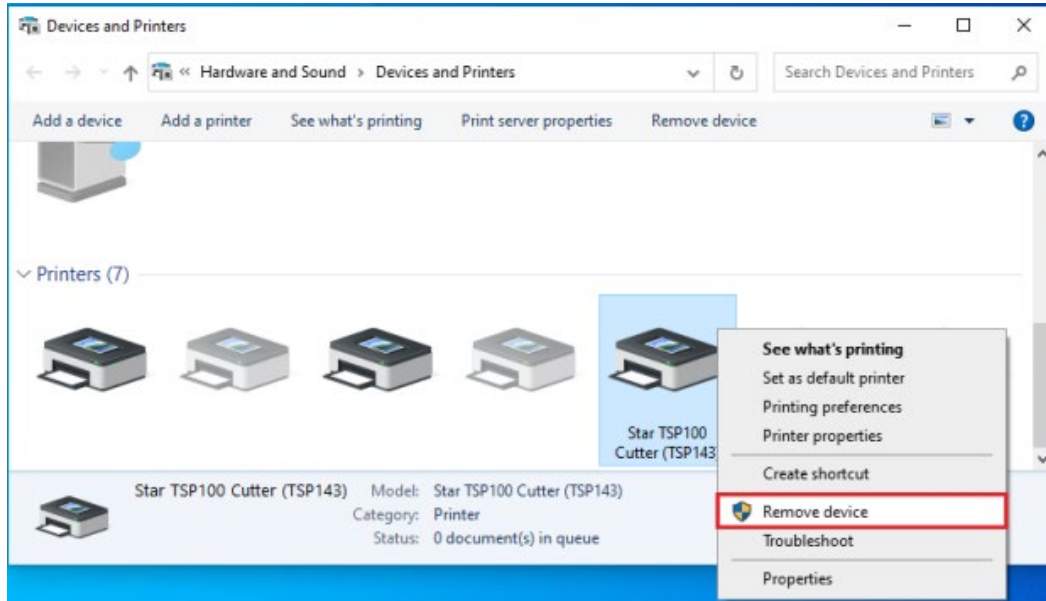 Devices and Printers
« Hardware and Sound > Devices and Printers
Search Devices and Printers
Add a device Add a printer See what's printing Print server properties Remove device
Printers (7)
Star TSP100
Cutter (TSP143
See what's printing
Set as default printer
Printing preferences
Printer properties
Create shortcut
Remove device
Troubleshoot
Properties
Star TSP100 Cutter (TSP143) Model: Star TSP100 Cutter (TSP143)
Category: Printer
Status: 0 document(s) in queue